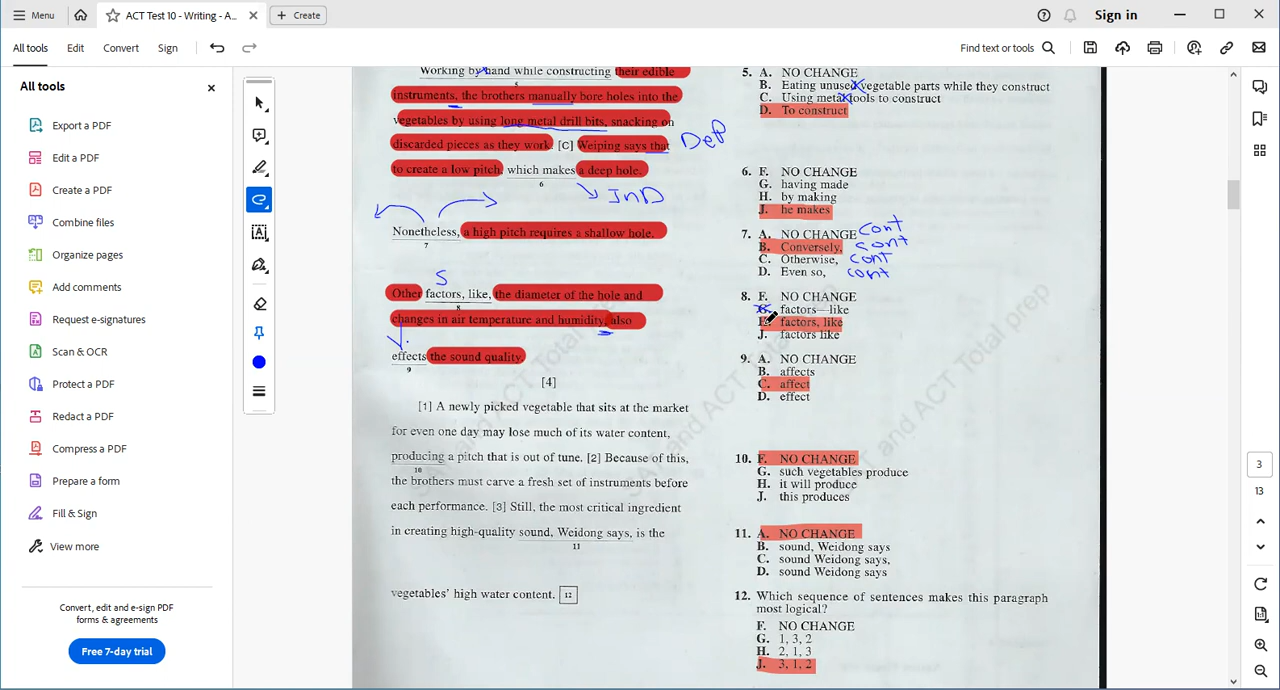 Menu
ACT Test 10 - Writing - A...
Create
Sign in
All tools
Edit
Convert
Sign
Find text or tools
All tools
Export a PDF
Edit a PDF
Create a PDF
Combine files
Organize pages
Add comments
Request e-signatures
Scan & OCR
Protect a PDF
Redact a PDF
Compress a PDF
Prepare a form
Fill & Sign
View more
Convert, edit and e-sign PDF
forms & agreements
Free 7-day trial
Working by hand while constructing their edible
5
instruments, the brothers manually bore holes into the
vegetables by using long metal drill bits, snacking on
discarded pieces as they work. [C] Weiping says that
Dep
to create a low pitch, which makes a deep hole.
6
InD
Nonetheless, a high pitch requires a shallow hole.
7
S
Other factors, like, the diameter of the hole and
8
changes in air temperature and humidity, also
effects the sound quality.
9
[4]
[1] A newly picked vegetable that sits at the market
for even one day may lose much of its water content,
producing a pitch that is out of tune. [2] Because of this,
10
the brothers must carve a fresh set of instruments before
each performance. [3] Still, the most critical ingredient
in creating high-quality sound, Weidong says, is the
11
vegetables' high water content. 12
5. A. NO CHANGE
B. Eating unused vegetable parts while they construct
C. Using metal tools to construct
D. To construct
6. F. NO CHANGE
G. having made
H. by making
J. he makes
7. A. NO CHANGE cont
B. Conversely, cont
C. Otherwise, cont
D. Even so, cont
8. F. NO CHANGE
factors—like
factors, like
J. factors like
9. A. NO CHANGE
B. affects
C. affect
D. effect
10. F. NO CHANGE
G. such vegetables produce
H. it will produce
J. this produces
11. A. NO CHANGE
B. sound, Weidong says
C. sound Weidong says,
D. sound Weidong says
12. Which sequence of sentences makes this paragraph
most logical?
F. NO CHANGE
G. 1, 3, 2
H. 2, 1, 3
J. 3, 1, 2
SAT and ACT Total prep
3
13